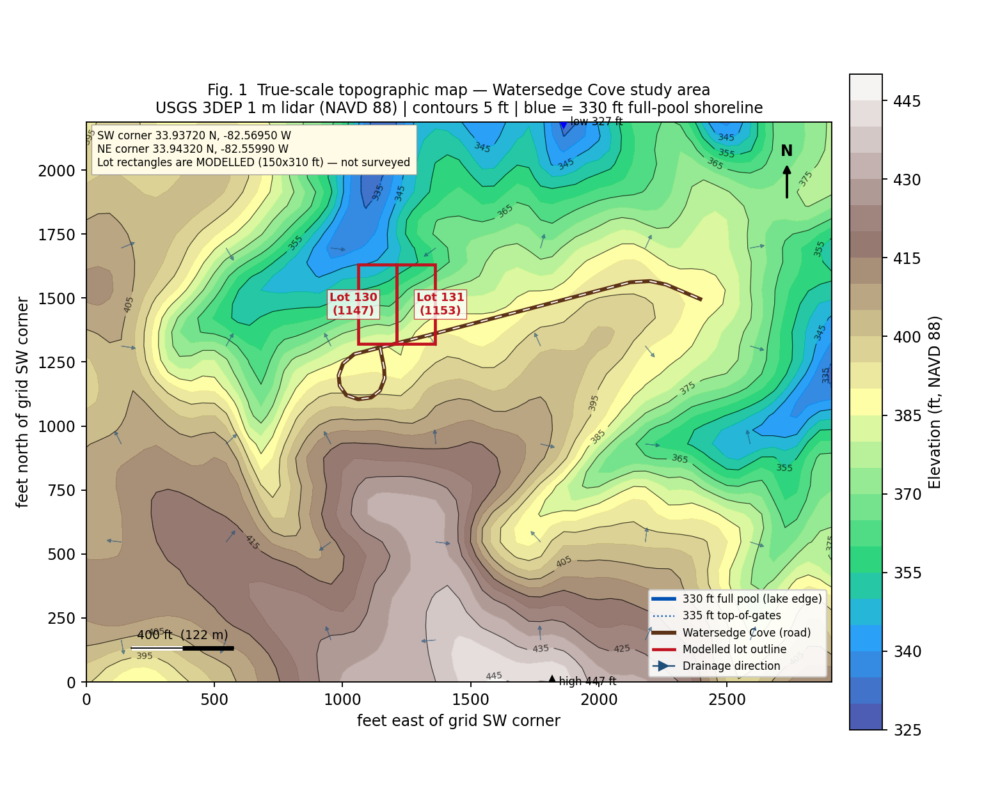 Fig. 1  True-scale topographic map — Watersedge Cove study area
USGS 3DEP 1 m lidar (NAVD 88) | contours 5 ft | blue = 330 ft full-pool shoreline
low 327 ft
SW corner 33.93720 N, -82.56950 W
NE corner 33.94320 N, -82.55990 W
Lot rectangles are MODELLED (150x310 ft) — not surveyed
N
395
345
345
345
355
365
375
335
345
365
355
355
405
Lot 130
(1147)
Lot 131
(1153)
345
335
375
395
385
365
355
415
405
375
405
400 ft  (122 m)
395
435
425
405
445
high 447 ft
330 ft full pool (lake edge)
335 ft top-of-gates
Watersedge Cove (road)
Modelled lot outline
Drainage direction
2000
1750
1500
1250
1000
750
500
250
0
feet north of grid SW corner
0
500
1000
1500
2000
2500
feet east of grid SW corner
445
430
415
400
385
370
355
340
325
Elevation (ft, NAVD 88)